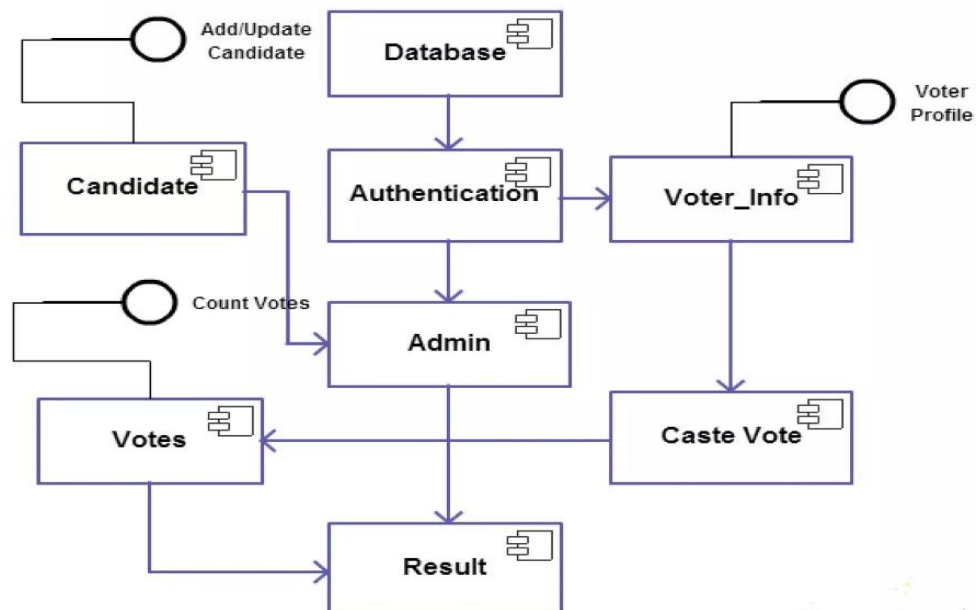 Add/Update
Candidate
Database
Voter
Profile
Candidate
Authentication
Voter_Info
Count Votes
Admin
Votes
Caste Vote
Result